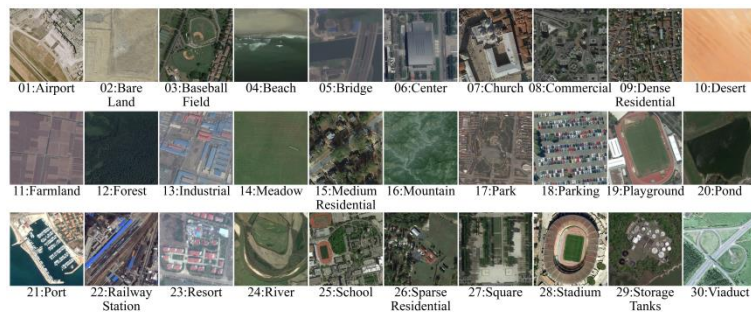 01:Airport 02:Bare Land 03:Baseball Field 04:Beach 05:Bridge 06:Center 07:Church 08:Commercial 09:Dense Residential 10:Desert
11:Farmland 12:Forest 13:Industrial 14:Meadow 15:Medium Residential 16:Mountain 17:Park 18:Parking 19:Playground 20:Pond
21:Port 22:Railway Station 23:Resort 24:River 25:School 26:Sparse Residential 27:Square 28:Stadium 29:Storage Tanks 30:Viaduct